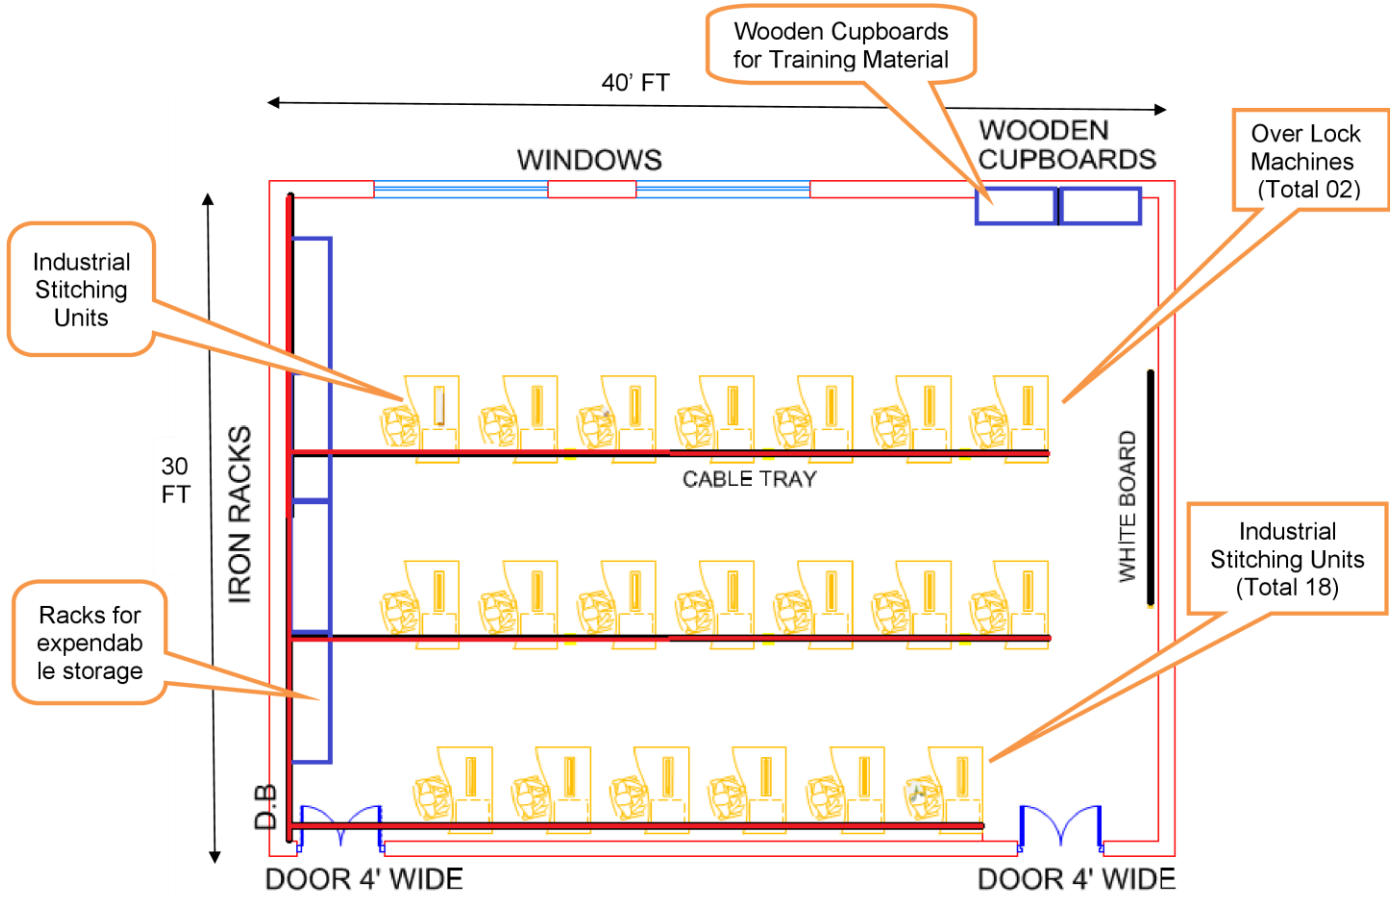 Wooden Cupboards
for Training Material
40’ FT
WOODEN
CUPBOARDS
WINDOWS
Over Lock
Machines
(Total 02)
Industrial
Stitching
Units
30
FT
IRON RACKS
CABLE TRAY
WHITE BOARD
Industrial
Stitching Units
(Total 18)
Racks for
expendab
le storage
D.B
DOOR 4' WIDE
DOOR 4' WIDE